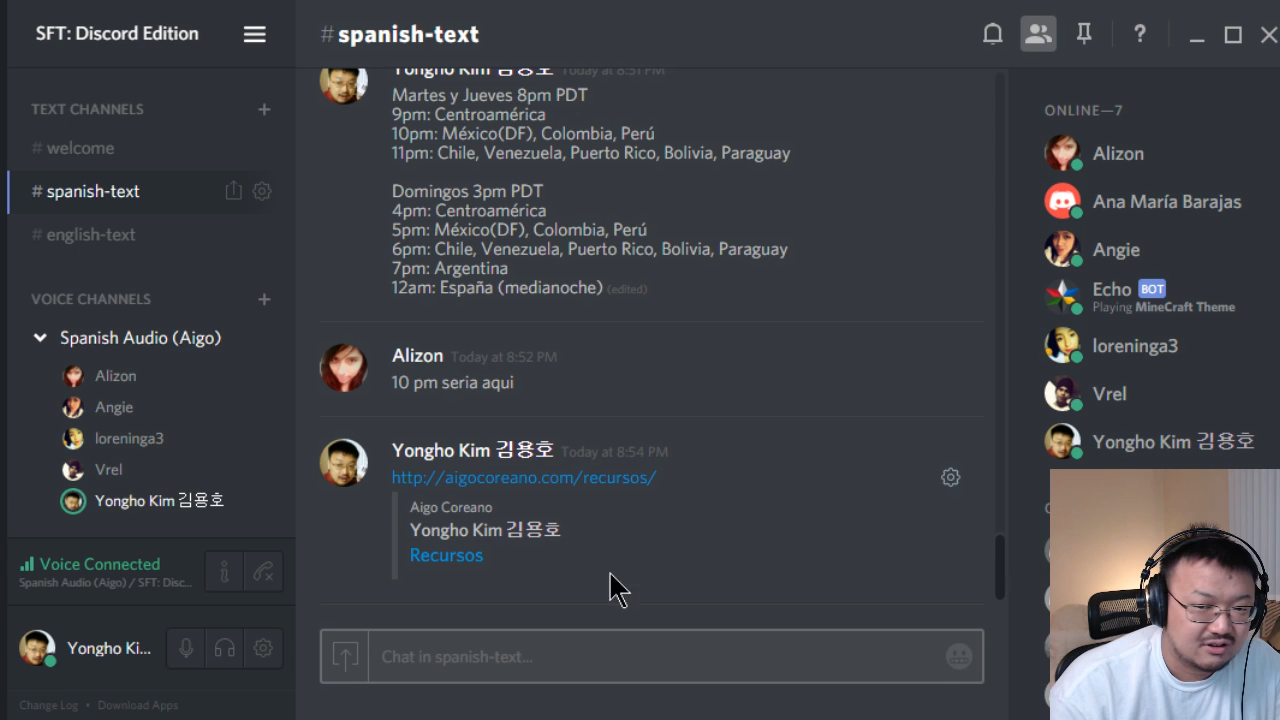 SFT: Discord Edition
TEXT CHANNELS
# welcome
# spanish-text
# english-text
VOICE CHANNELS
Spanish Audio (Aigo)
Alizon
Angie
loreninga3
Vrel
Yongho Kim 김용호
Voice Connected
Spanish Audio (Aigo) / SFT: Disc...
Yongho Ki...
Change Log • Download Apps
# spanish-text
Yongho Kim 김용호 Today at 8:51 PM
Martes y Jueves 8pm PDT
9pm: Centroamérica
10pm: México(DF), Colombia, Perú
11pm: Chile, Venezuela, Puerto Rico, Bolivia, Paraguay
Domingos 3pm PDT
4pm: Centroamérica
5pm: México(DF), Colombia, Perú
6pm: Chile, Venezuela, Puerto Rico, Bolivia, Paraguay
7pm: Argentina
12am: España (medianoche) (edited)
Alizon Today at 8:52 PM
10 pm seria aqui
Yongho Kim 김용호 Today at 8:54 PM
http://aigocoreano.com/recursos/
Aigo Coreano
Yongho Kim 김용호
Recursos
Chat in spanish-text...
ONLINE—7
Alizon
Ana María Barajas
Angie
Echo BOT
Playing MineCraft Theme
loreninga3
Vrel
Yongho Kim 김용호